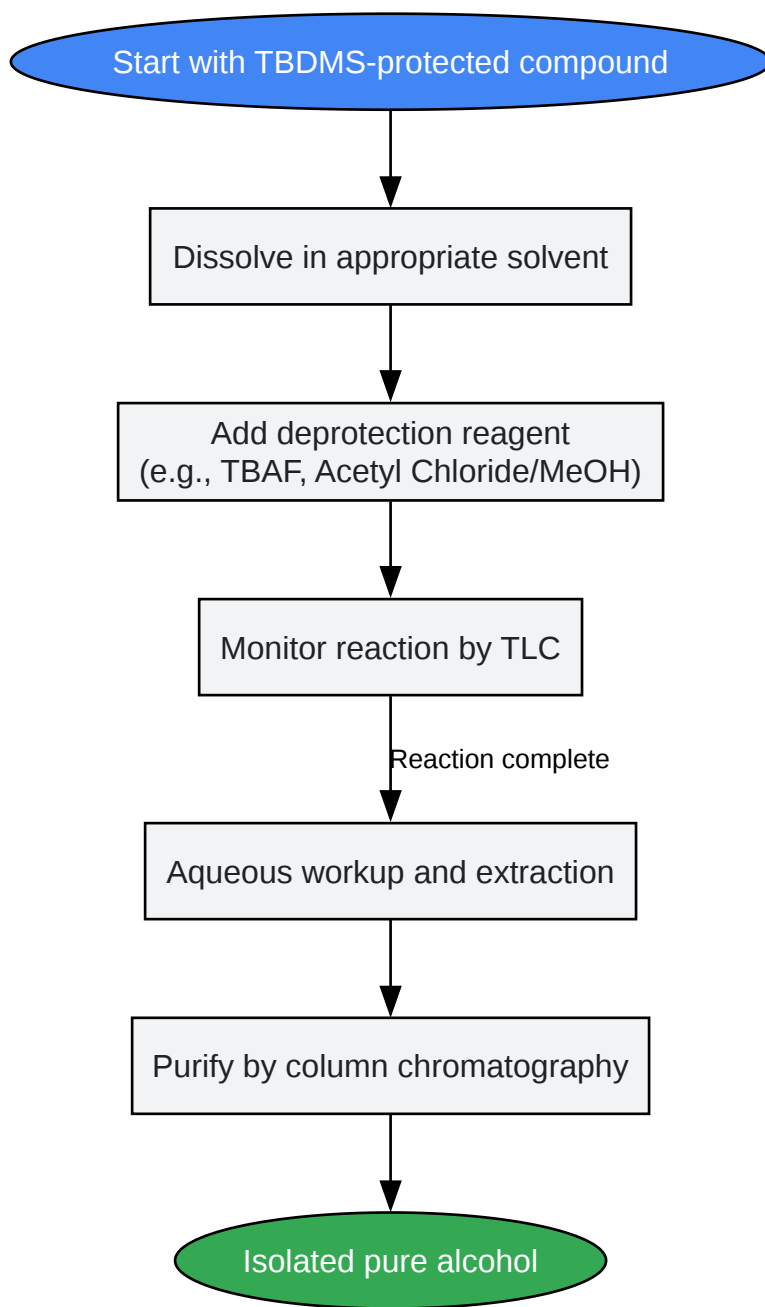 Start with TBDMS-protected compound
Dissolve in appropriate solvent
Add deprotection reagent
(e.g., TBAF, Acetyl Chloride/MeOH)
Monitor reaction by TLC
Reaction complete
Aqueous workup and extraction
Purify by column chromatography
Isolated pure alcohol